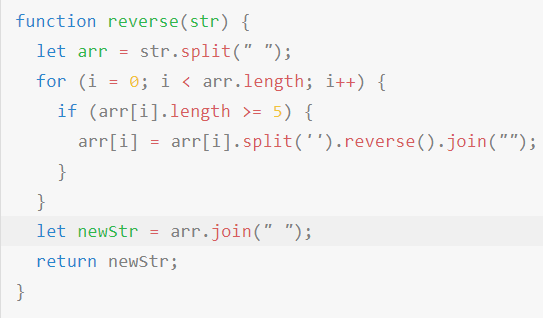 function reverse(str) {
  let arr = str.split(" ");
  for (i = 0; i < arr.length; i++) {
    if (arr[i].length >= 5) {
      arr[i] = arr[i].split('').reverse().join("");
    }
  }
  let newStr = arr.join(" ");
  return newStr;
}